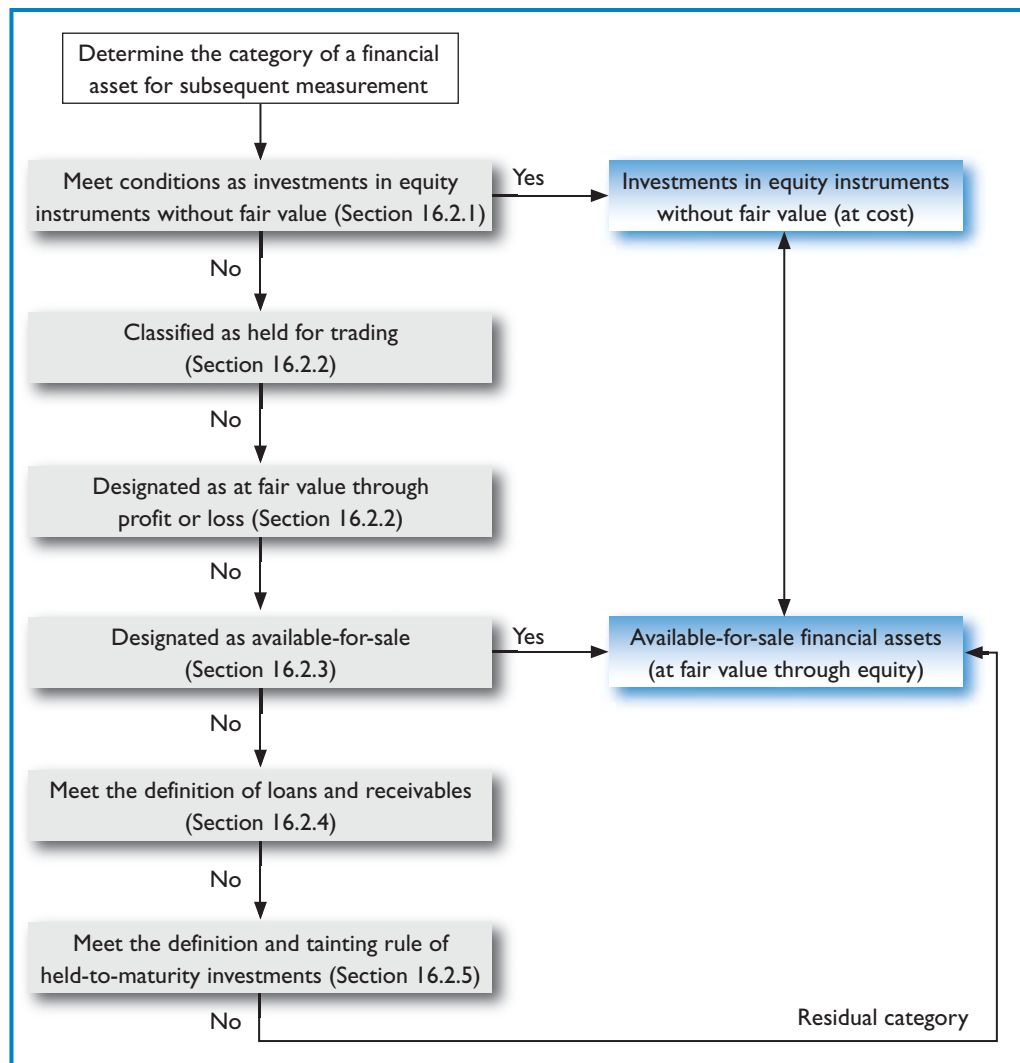 Determine the category of a financial
asset for subsequent measurement
Meet conditions as investments in equity
instruments without fair value (Section 16.2.1)
Yes
Investments in equity instruments
without fair value (at cost)
No
Classified as held for trading
(Section 16.2.2)
No
Designated as at fair value through
profit or loss (Section 16.2.2)
No
Designated as available-for-sale
(Section 16.2.3)
Yes
Available-for-sale financial assets
(at fair value through equity)
No
Meet the definition of loans and receivables
(Section 16.2.4)
No
Meet the definition and tainting rule of
held-to-maturity investments (Section 16.2.5)
No
Residual category